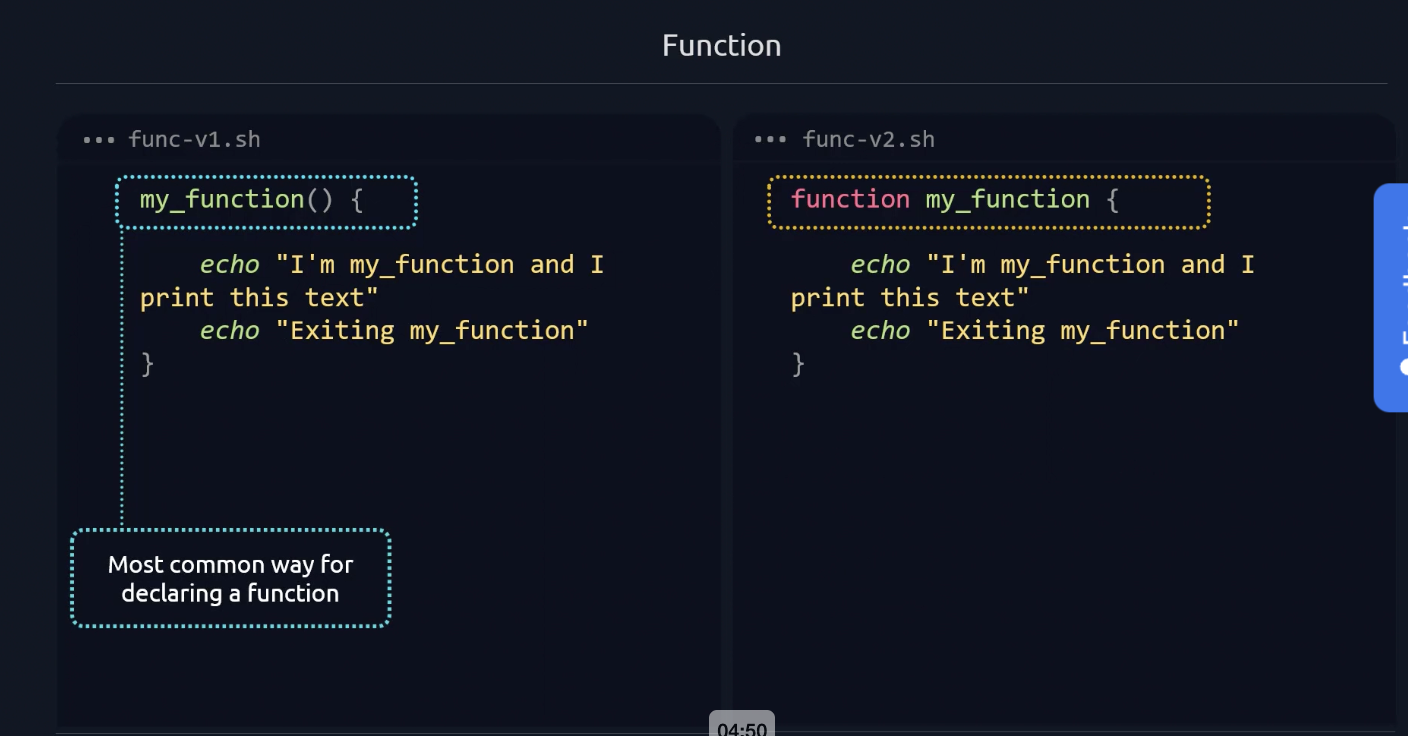 Function
func-v1.sh
my_function() {
echo "I'm my_function and I
print this text"
echo "Exiting my_function"
}
Most common way for
declaring a function
func-v2.sh
function my_function {
echo "I'm my_function and I
print this text"
echo "Exiting my_function"
}
04:50